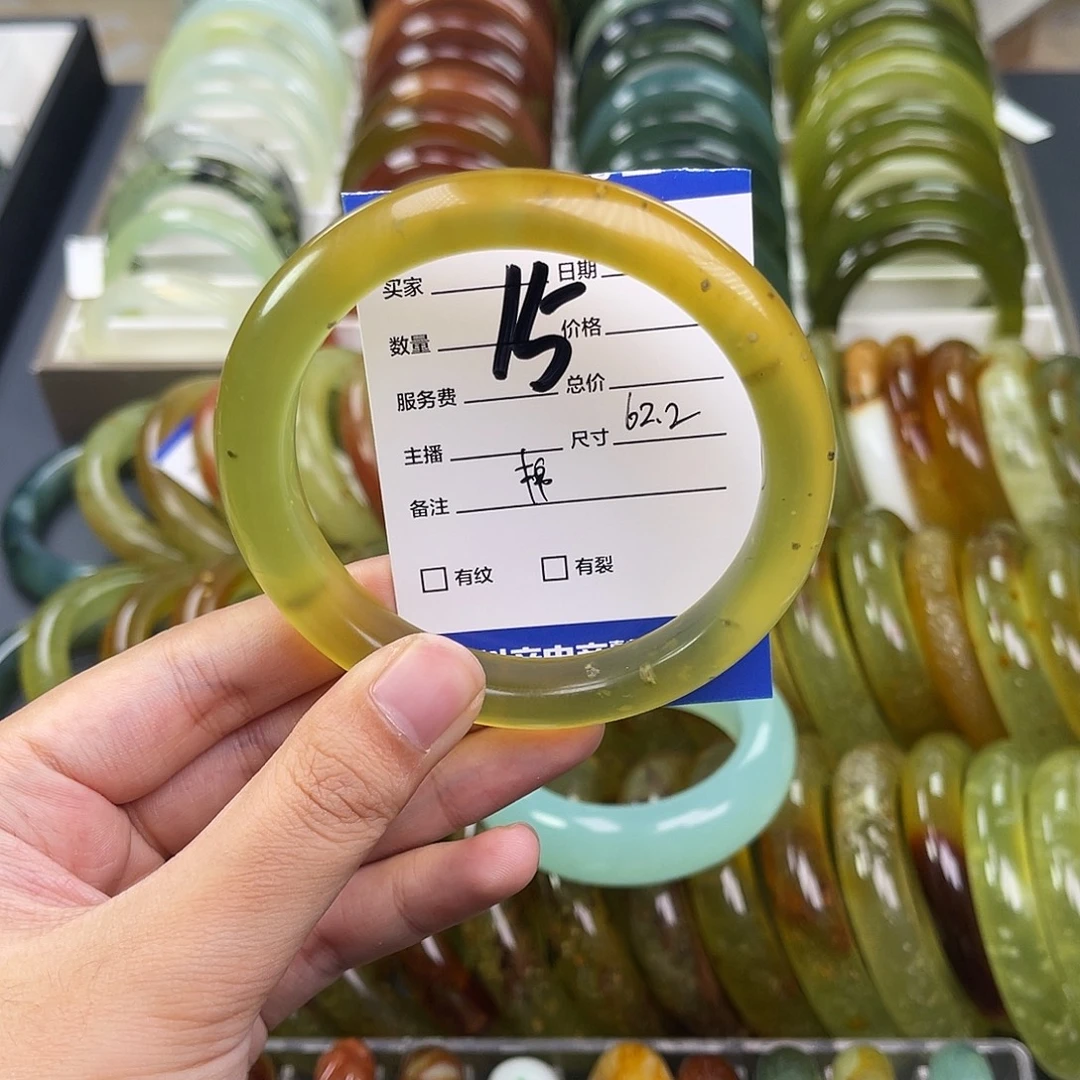 买家 日期
15
数量 价格
服务费 总价
62.2
主播 尺寸
棉
备注
有纹 有裂